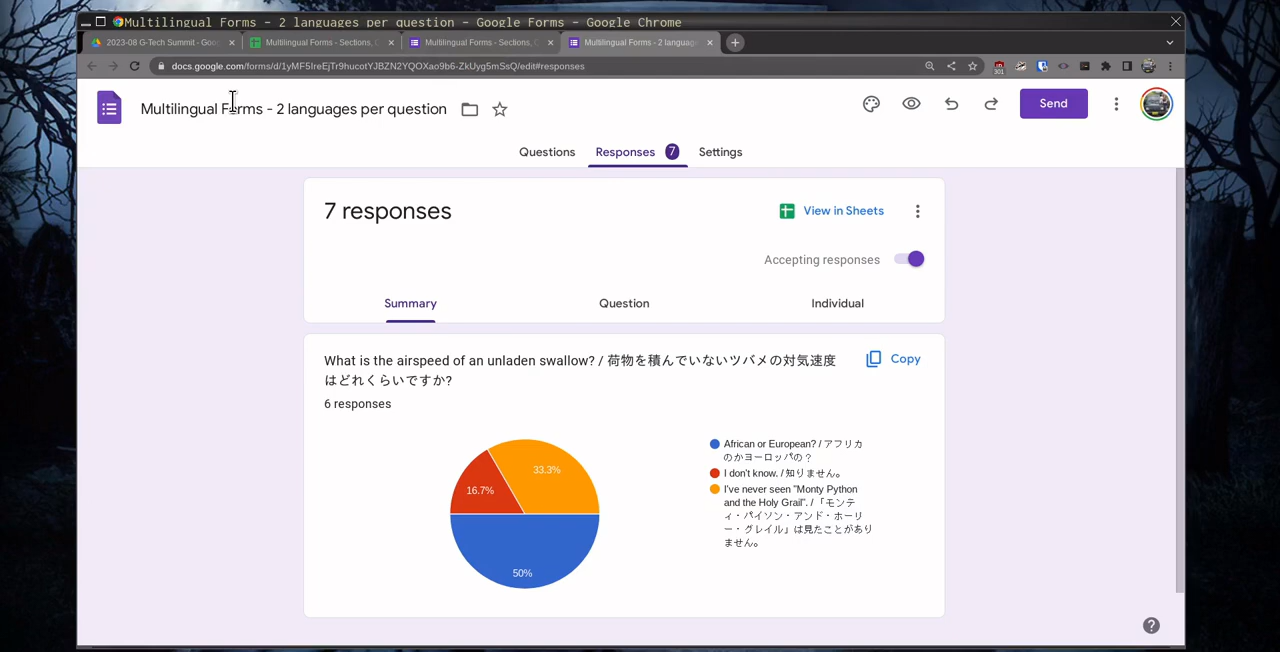 Multilingual Forms - 2 languages per question - Google Forms - Google Chrome
2023-08 G-Tech Summit - Goo
Multilingual Forms - Sections, C
Multilingual Forms - Sections, C
Multilingual Forms - 2 languag
docs.google.com/forms/d/1yMF5IreEjTr9hucotYJBZN2YQOXao9b6-ZkUyg5mSsQ/edit#responses
301
Multilingual Forms - 2 languages per question
Send
Questions
Responses 7
Settings
7 responses
View in Sheets
Accepting responses
Summary
Question
Individual
What is the airspeed of an unladen swallow? / 荷物を積んでいないツバメの対気速度
はどれくらいですか?
Copy
6 responses
33.3%
16.7%
50%
African or European? / アフリカ
のかヨーロッパの?
I don't know. / 知りません。
I've never seen "Monty Python
and the Holy Grail". / 「モンテ
ィ・パイソン・アンド・ホーリ
ー・グレイル」は見たことがあり
ません。